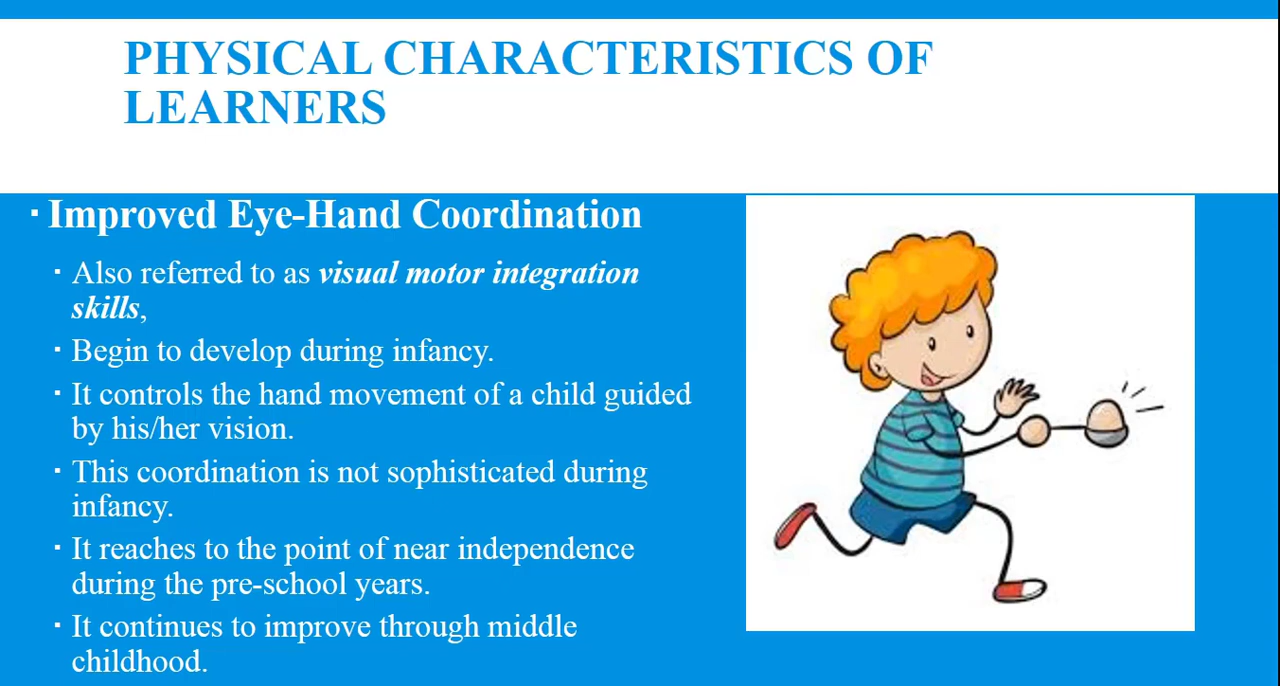 PHYSICAL CHARACTERISTICS OF
LEARNERS
▪ Improved Eye-Hand Coordination
▪ Also referred to as visual motor integration
skills,
▪ Begin to develop during infancy.
▪ It controls the hand movement of a child guided
by his/her vision.
▪ This coordination is not sophisticated during
infancy.
▪ It reaches to the point of near independence
during the pre-school years.
▪ It continues to improve through middle
childhood.